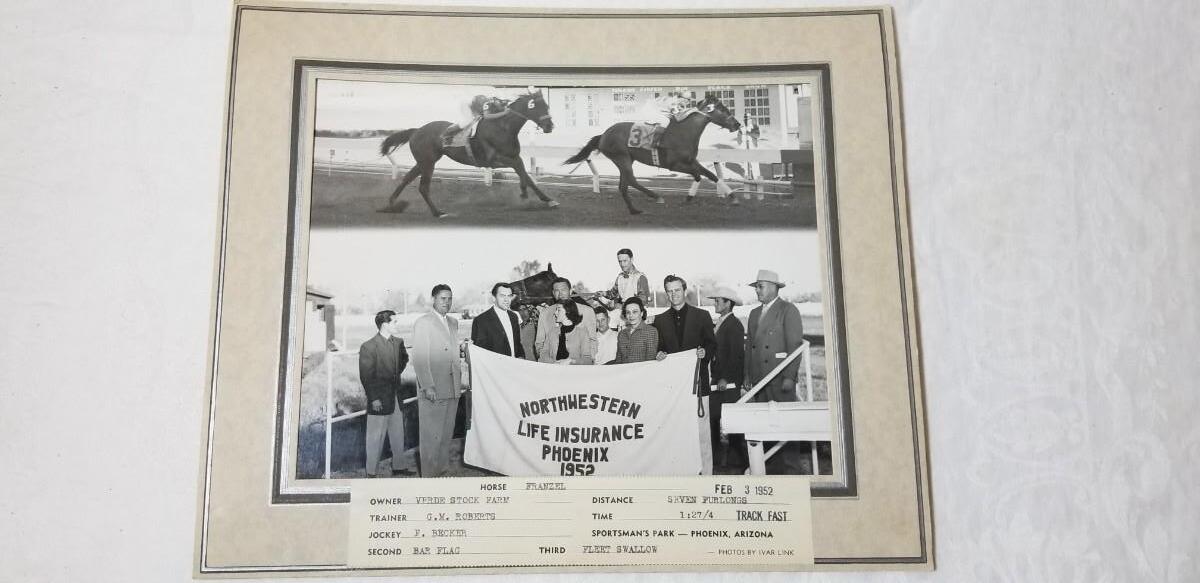 6
3
6
NORTHWESTERN
LIFE INSURANCE
PHOENIX
1952
HORSE FRANZEL FEB 3 1952
OWNER VERDE STOCK FARM DISTANCE SEVEN FURLONGS
TRAINER G.M. ROBERTS TIME 1:27/4 TRACK FAST
JOCKEY F. BECKER SPORTSMAN'S PARK — PHOENIX, ARIZONA
SECOND BAR FLAG THIRD FLEET SWALLOW — PHOTOS BY IVAR LINK